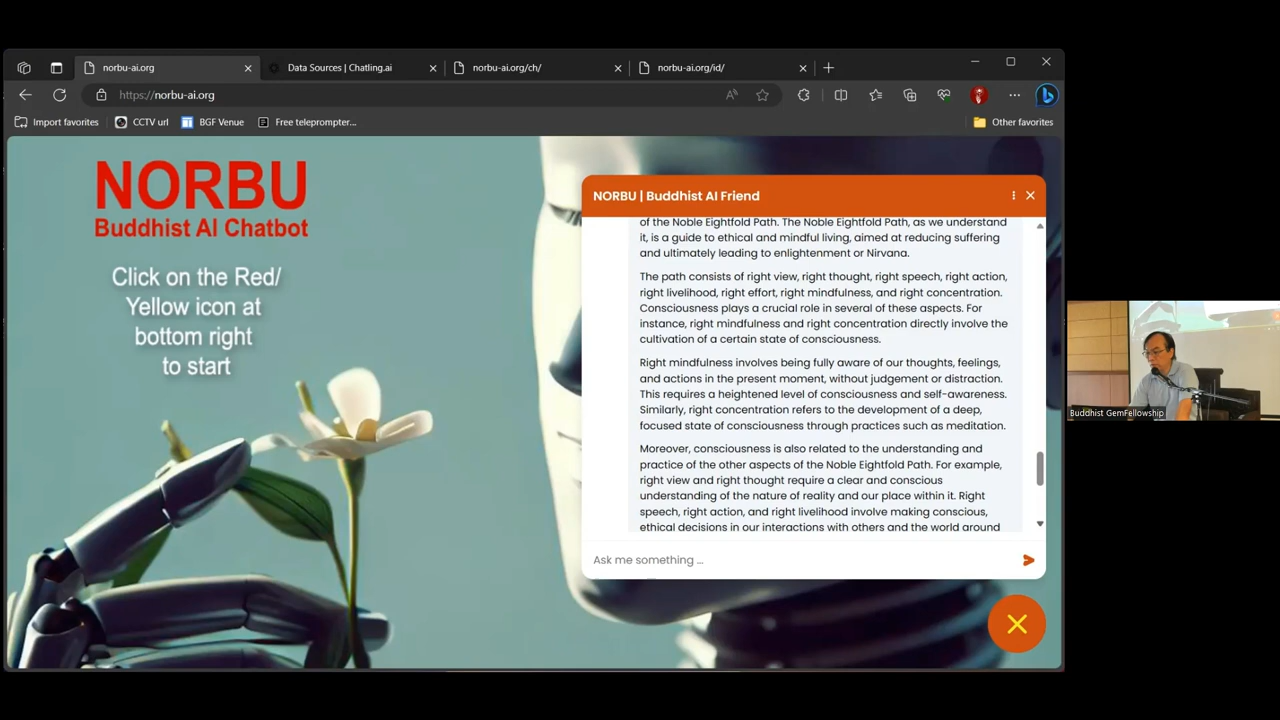 norbu-ai.org
Data Sources | Chatling.ai
norbu-ai.org/ch/
norbu-ai.org/id/
https://norbu-ai.org
Import favorites
CCTV url
BGF Venue
Free teleprompter...
Other favorites
NORBU
Buddhist AI Chatbot
Click on the Red/
Yellow icon at
bottom right
to start
NORBU | Buddhist AI Friend
of the Noble Eightfold Path. The Noble Eightfold Path, as we understand
it, is a guide to ethical and mindful living, aimed at reducing suffering
and ultimately leading to enlightenment or Nirvana.
The path consists of right view, right thought, right speech, right action,
right livelihood, right effort, right mindfulness, and right concentration.
Consciousness plays a crucial role in several of these aspects. For
instance, right mindfulness and right concentration directly involve the
cultivation of a certain state of consciousness.
Right mindfulness involves being fully aware of our thoughts, feelings,
and actions in the present moment, without judgement or distraction.
This requires a heightened level of consciousness and self-awareness.
Similarly, right concentration refers to the development of a deep,
focused state of consciousness through practices such as meditation.
Moreover, consciousness is also related to the understanding and
practice of the other aspects of the Noble Eightfold Path. For example,
right view and right thought require a clear and conscious
understanding of the nature of reality and our place within it. Right
speech, right action, and right livelihood involve making conscious,
ethical decisions in our interactions with others and the world around
Ask me something ...
Buddhist GemFellowship